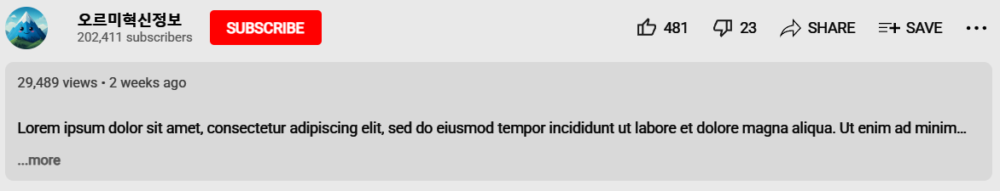 오르미혁신정보
202,411 subscribers
SUBSCRIBE
481
23
SHARE
SAVE
29,489 views • 2 weeks ago
Lorem ipsum dolor sit amet, consectetur adipiscing elit, sed do eiusmod tempor incididunt ut labore et dolore magna aliqua. Ut enim ad minim...
...more